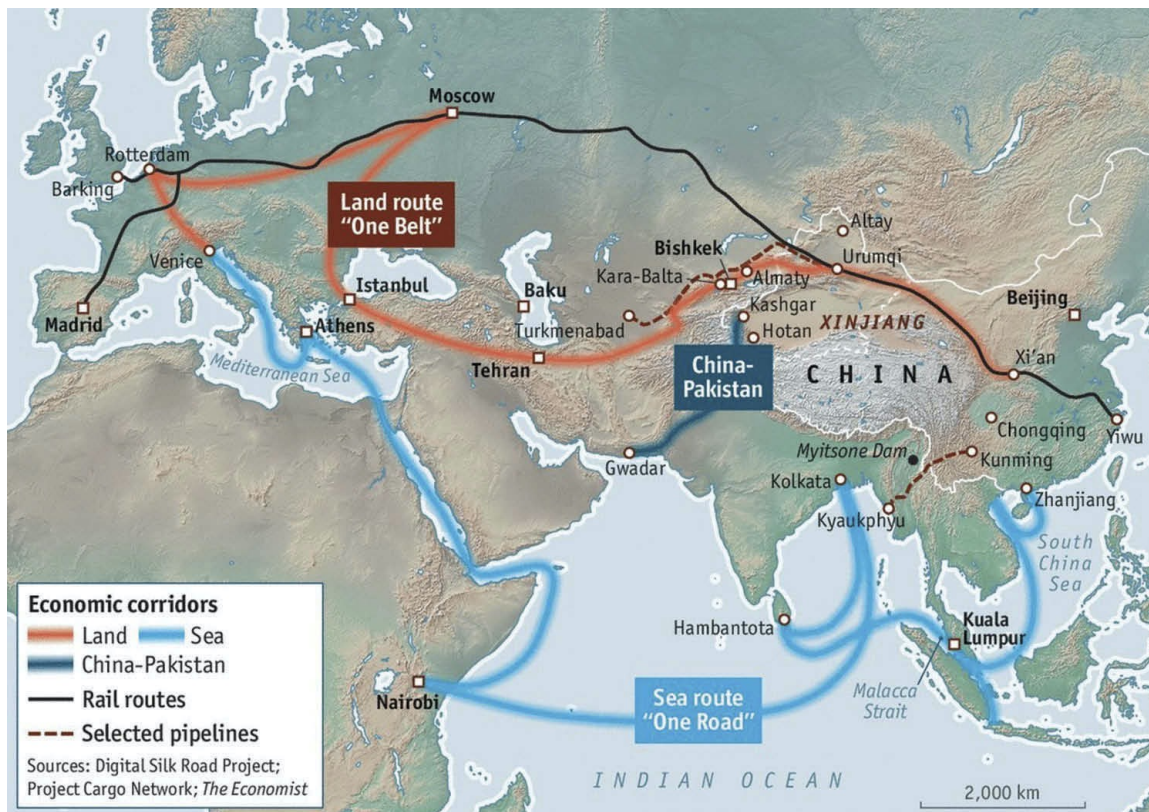 Moscow
Rotterdam
Barking
Land route
"One Belt"
Altay
Bishkek
Urumqi
Venice
Kara-Balta
Almaty
Istanbul
Baku
Kashgar
Beijing
Madrid
Athens
Turkmenabad
Hotan
XINJIANG
Mediterranean Sea
Tehran
China-
Pakistan
CHINA
Xi'an
Chongqing
Yiwu
Gwadar
Myitsone Dam
Kunming
Kolkata
Zhanjiang
Kyaukphyu
South
China
Sea
Economic corridors
Land
Sea
China-Pakistan
Rail routes
Selected pipelines
Sources: Digital Silk Road Project;
Project Cargo Network; The Economist
Hambantota
Kuala
Lumpur
Nairobi
Sea route
"One Road"
Malacca
Strait
INDIAN OCEAN
2,000 km